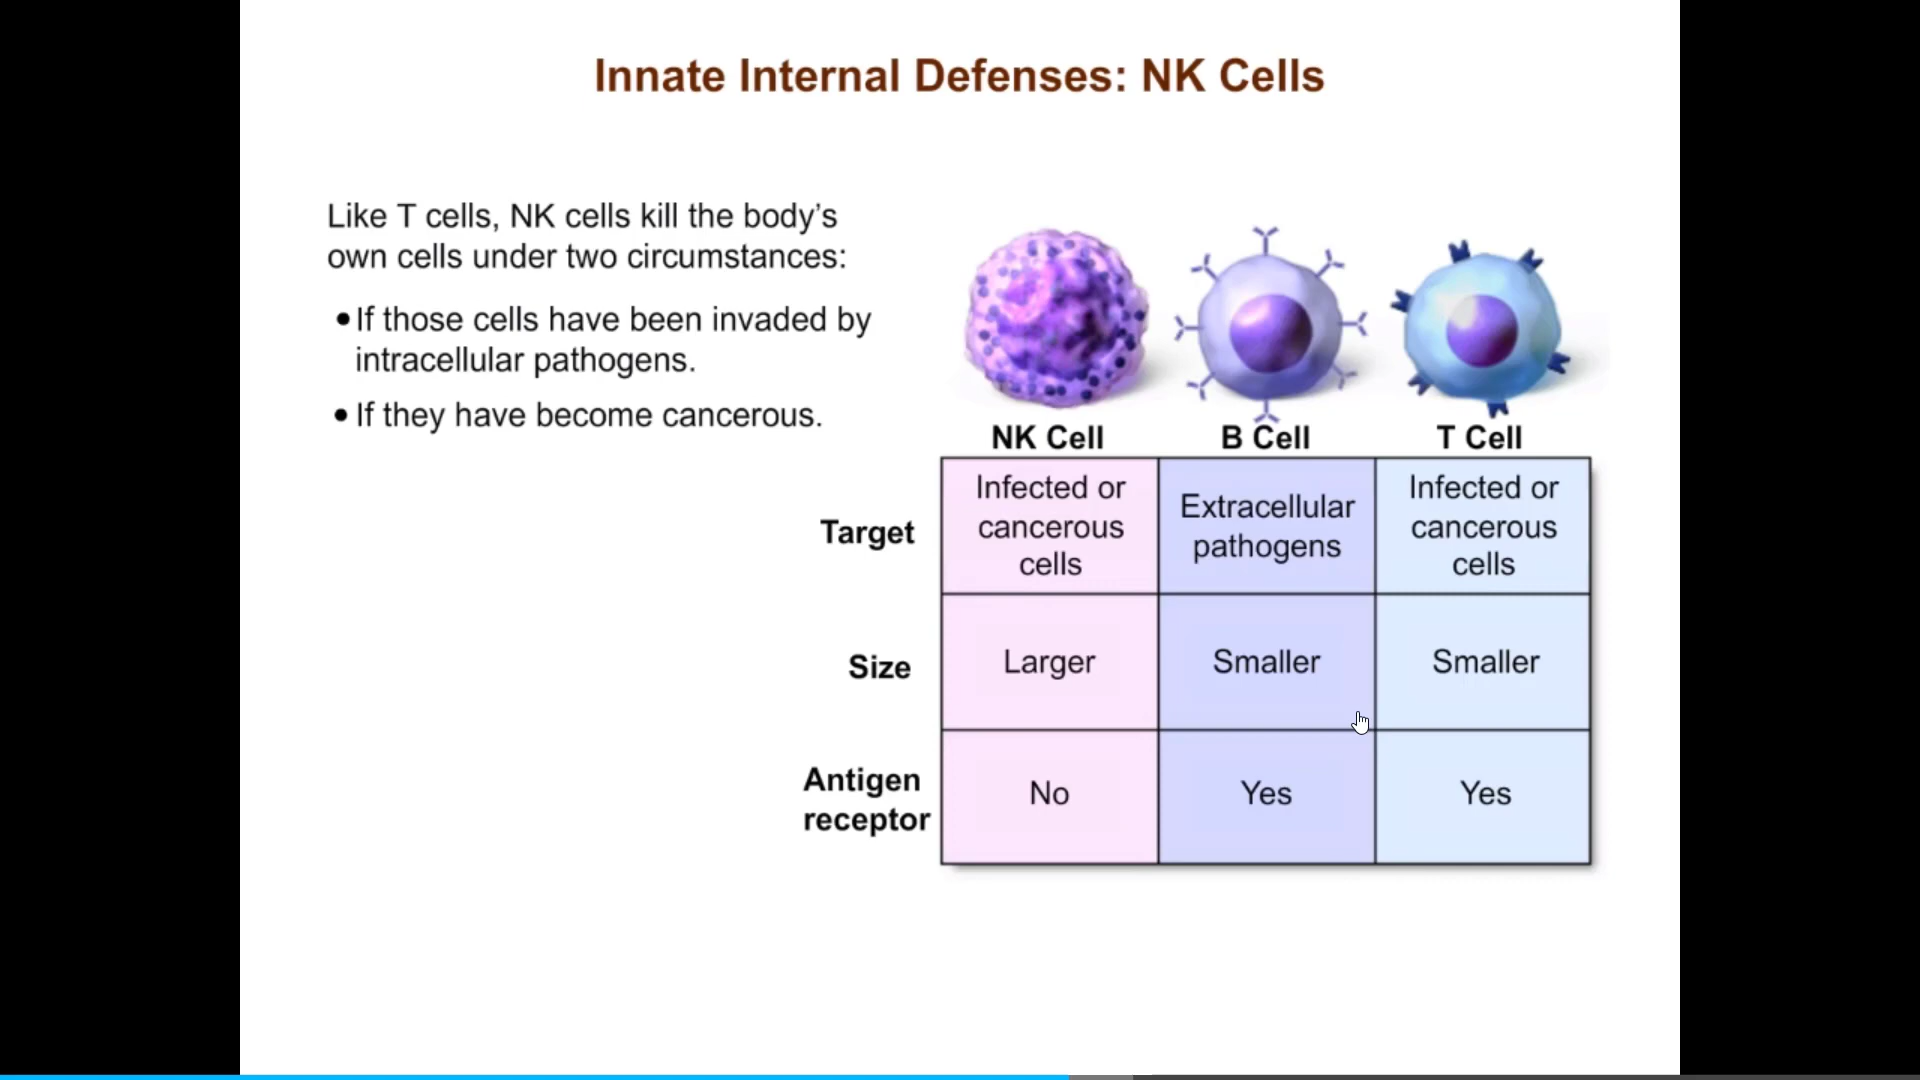 Innate Internal Defenses: NK Cells
Like T cells, NK cells kill the body's
own cells under two circumstances:
•If those cells have been invaded by
intracellular pathogens.
•If they have become cancerous.
NK Cell B Cell T Cell
Target
Infected or
cancerous
cells
Extracellular
pathogens
Infected or
cancerous
cells
Size
Larger Smaller Smaller
Antigen
receptor
No Yes Yes